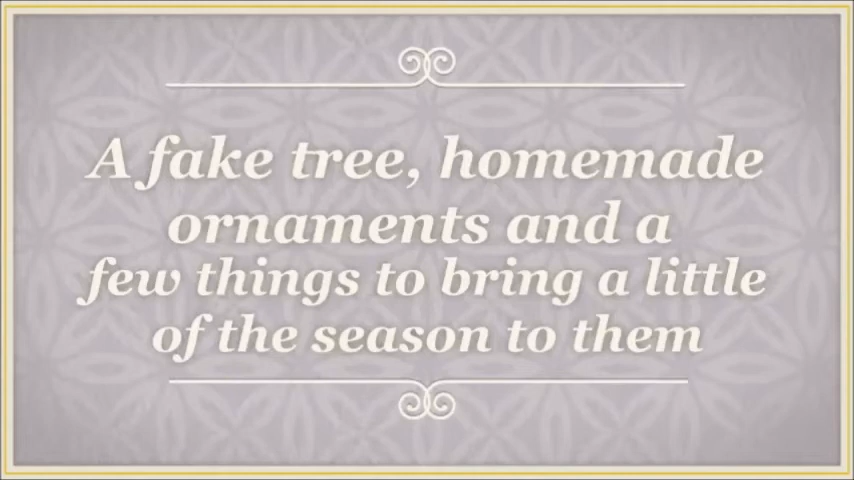 A fake tree, homemade
ornaments and a
few things to bring a little
of the season to them